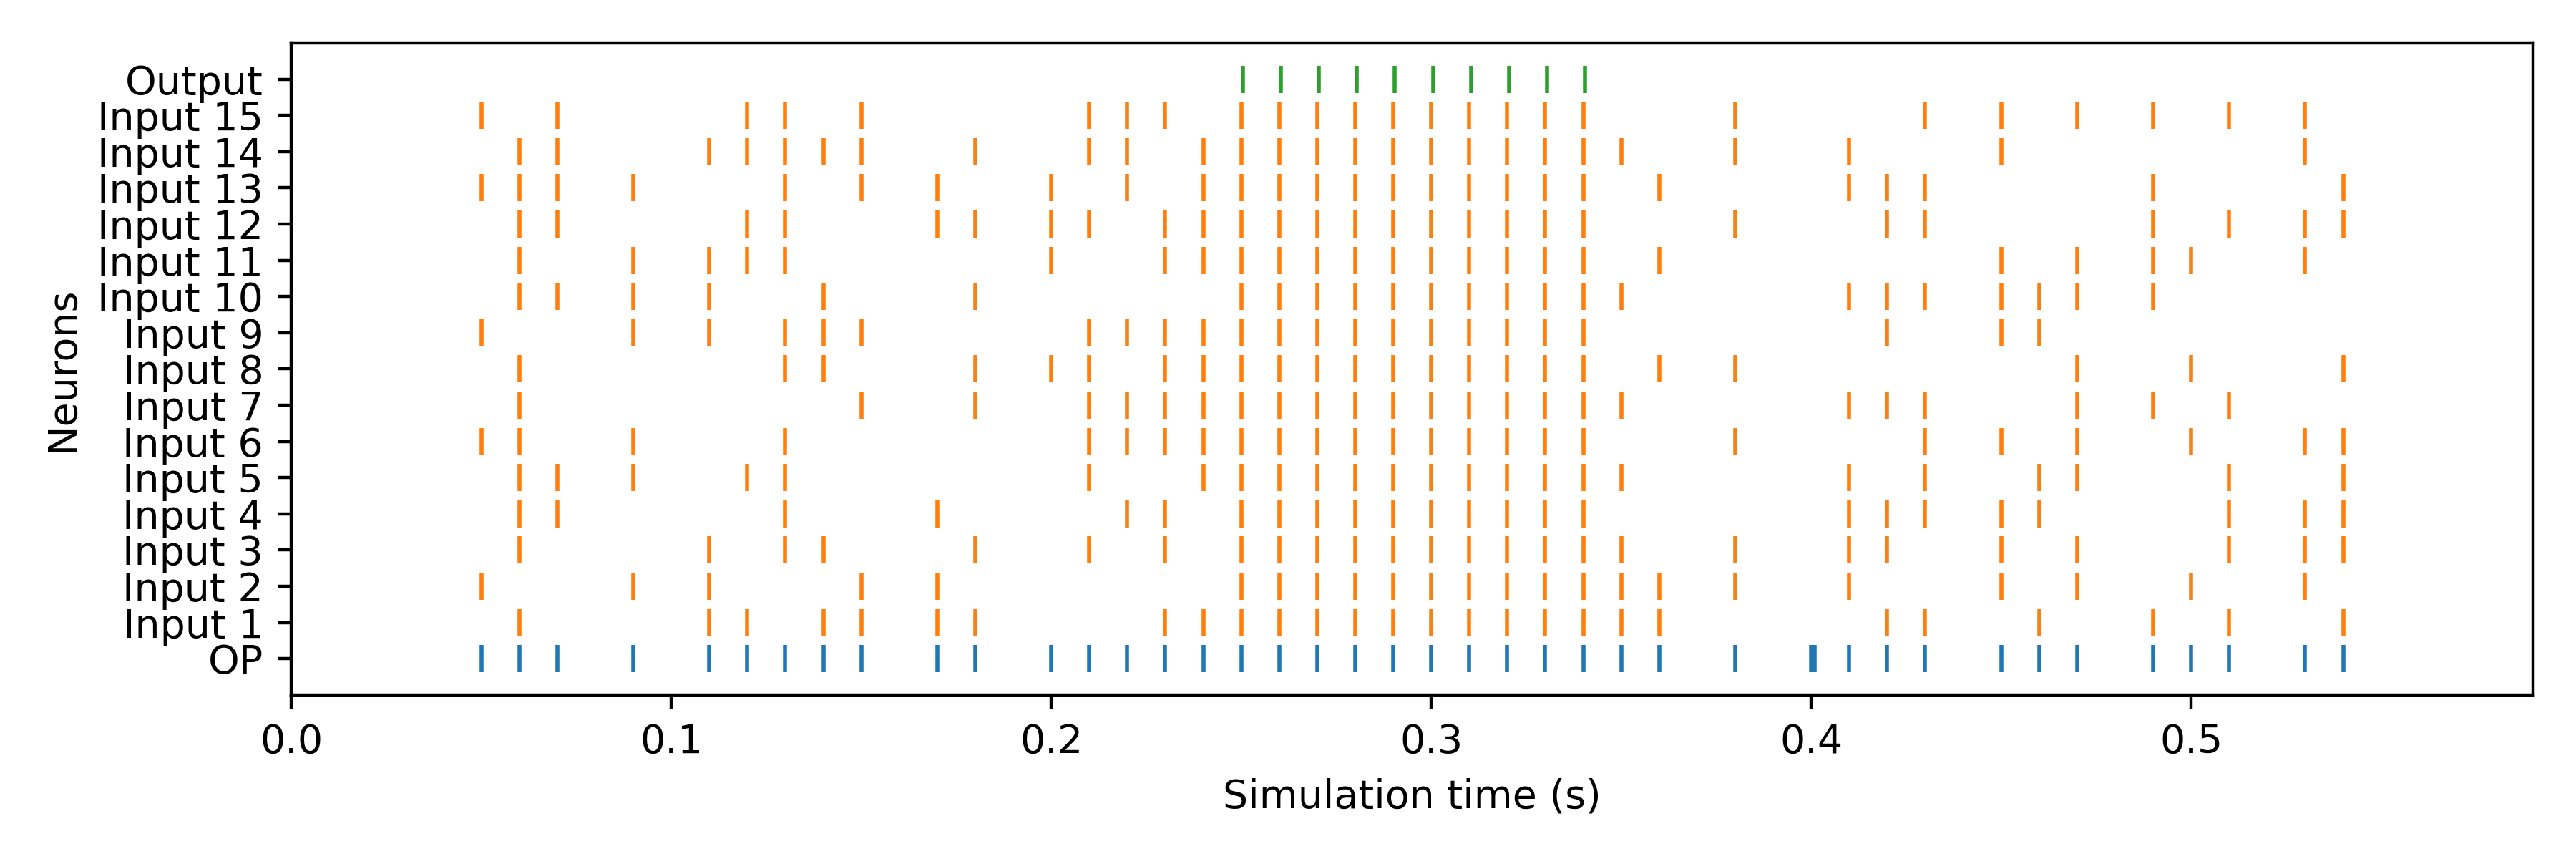 Output
Input 15
Input 14
Input 13
Input 12
Input 11
Input 10
Input 9
Input 8
Input 7
Input 6
Input 5
Input 4
Input 3
Input 2
Input 1
OP
Neurons
0.0 0.1 0.2 0.3 0.4 0.5
Simulation time (s)